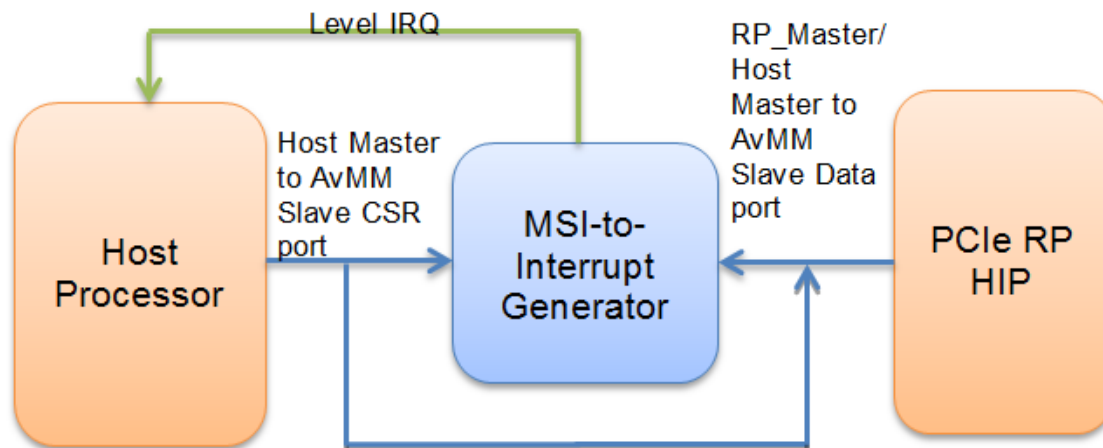 Level IRQ
RP_Master/
Host
Master to
AvMM
Slave Data
port
Host Master
to AvMM
Slave CSR
port
Host
Processor
MSI-to-
Interrupt
Generator
PCIe RP
HIP